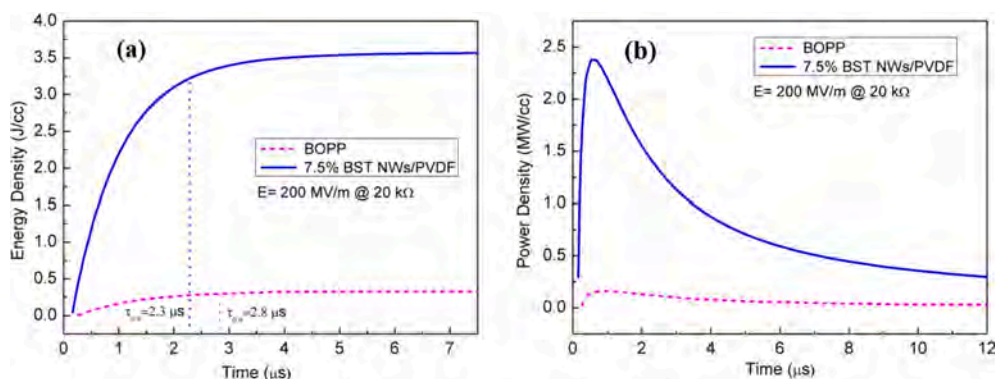 (a)
4.0
3.5
3.0
2.5
2.0
1.5
1.0
0.5
0.0
Energy Density (J/cc)
BOPP
7.5% BST NWs/PVDF
E= 200 MV/m @ 20 kΩ
τ₀.₉=2.3 μs
τ₀.₉=2.8 μs
0 1 2 3 4 5 6 7
Time (μs)
(b)
2.5
2.0
1.5
1.0
0.5
0.0
Power Density (MW/cc)
BOPP
7.5% BST NWs/PVDF
E= 200 MV/m @ 20 kΩ
0 2 4 6 8 10 12
Time (μs)